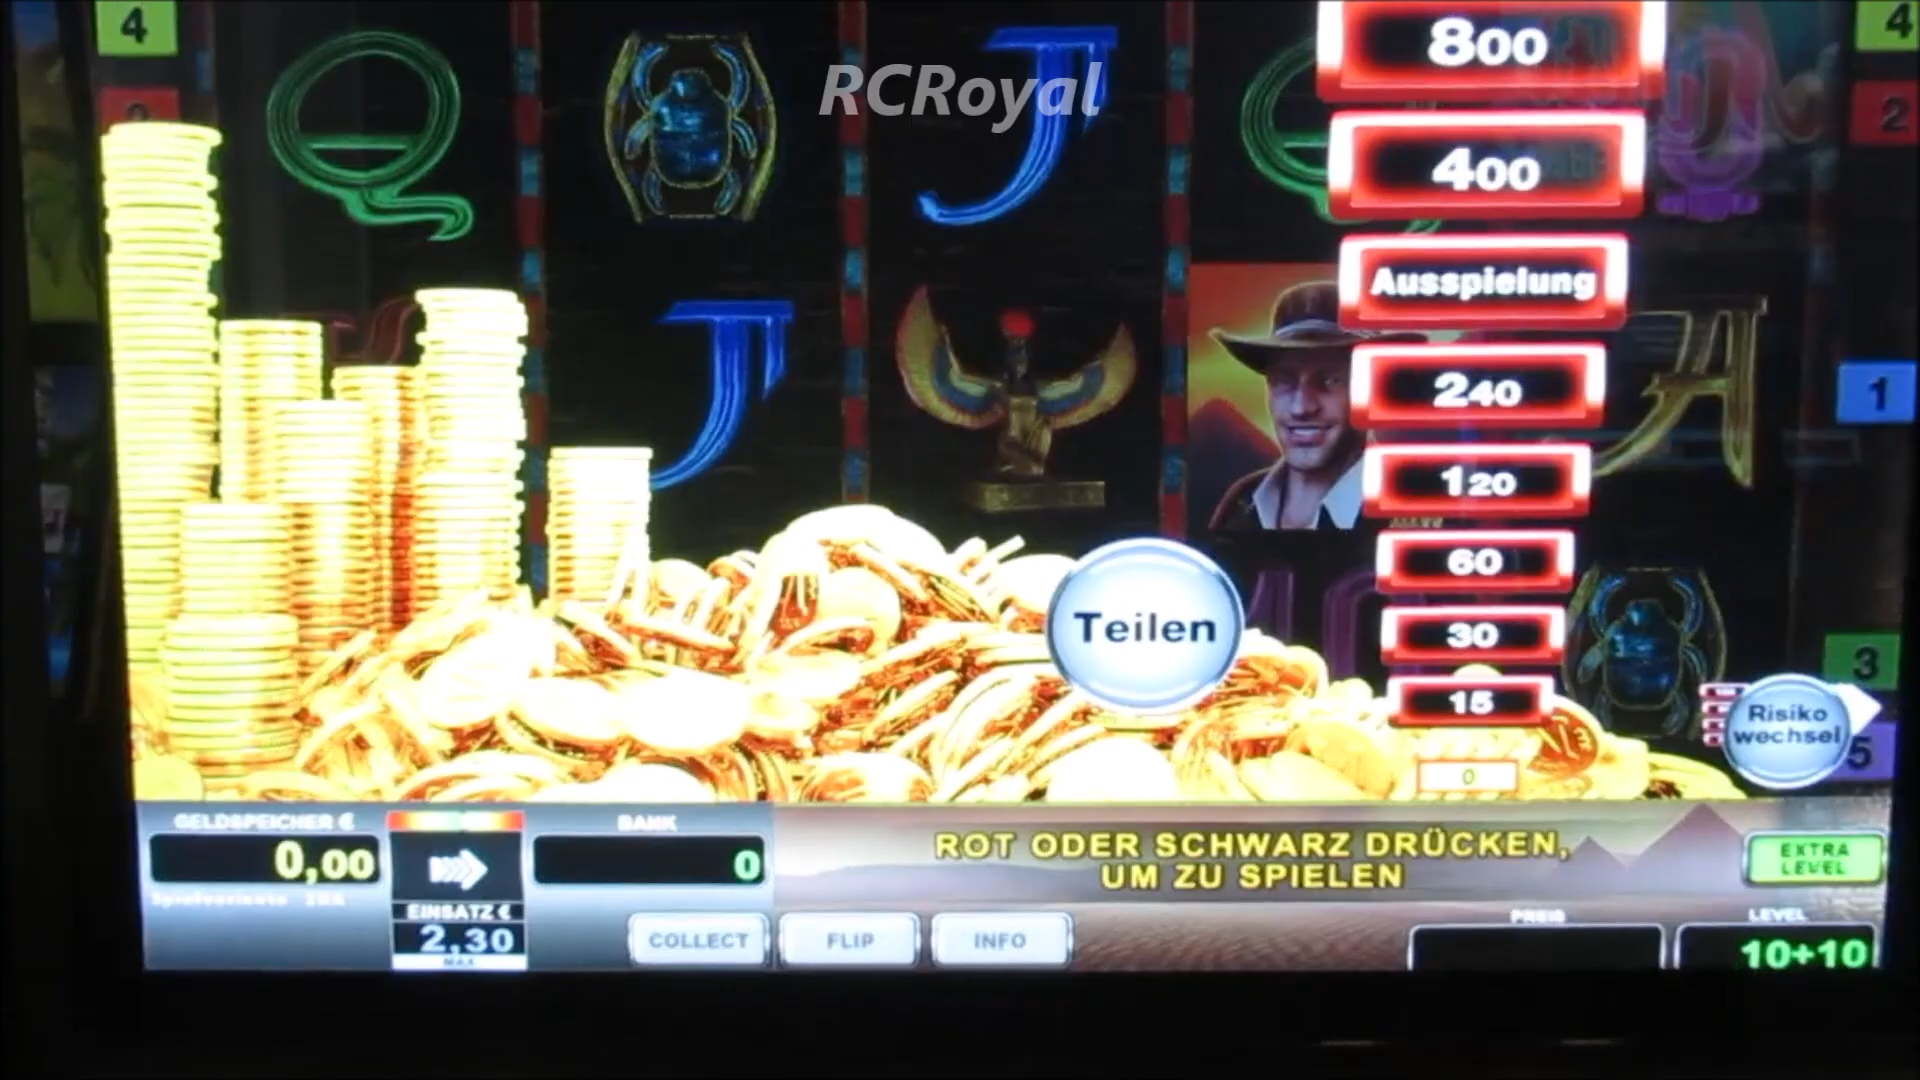 4
800
4
RCRoyal
400
2
Ausspielung
240
1
120
60
Teilen
30
3
15
Risiko
wechsel
5
0
GELDSPEICHER €
BANK
ROT ODER SCHWARZ DRÜCKEN,
UM ZU SPIELEN
0,00
0
EXTRA
LEVEL
EINSATZ €
2,30
MAX
COLLECT
FLIP
INFO
PREIS
LEVEL
10+10